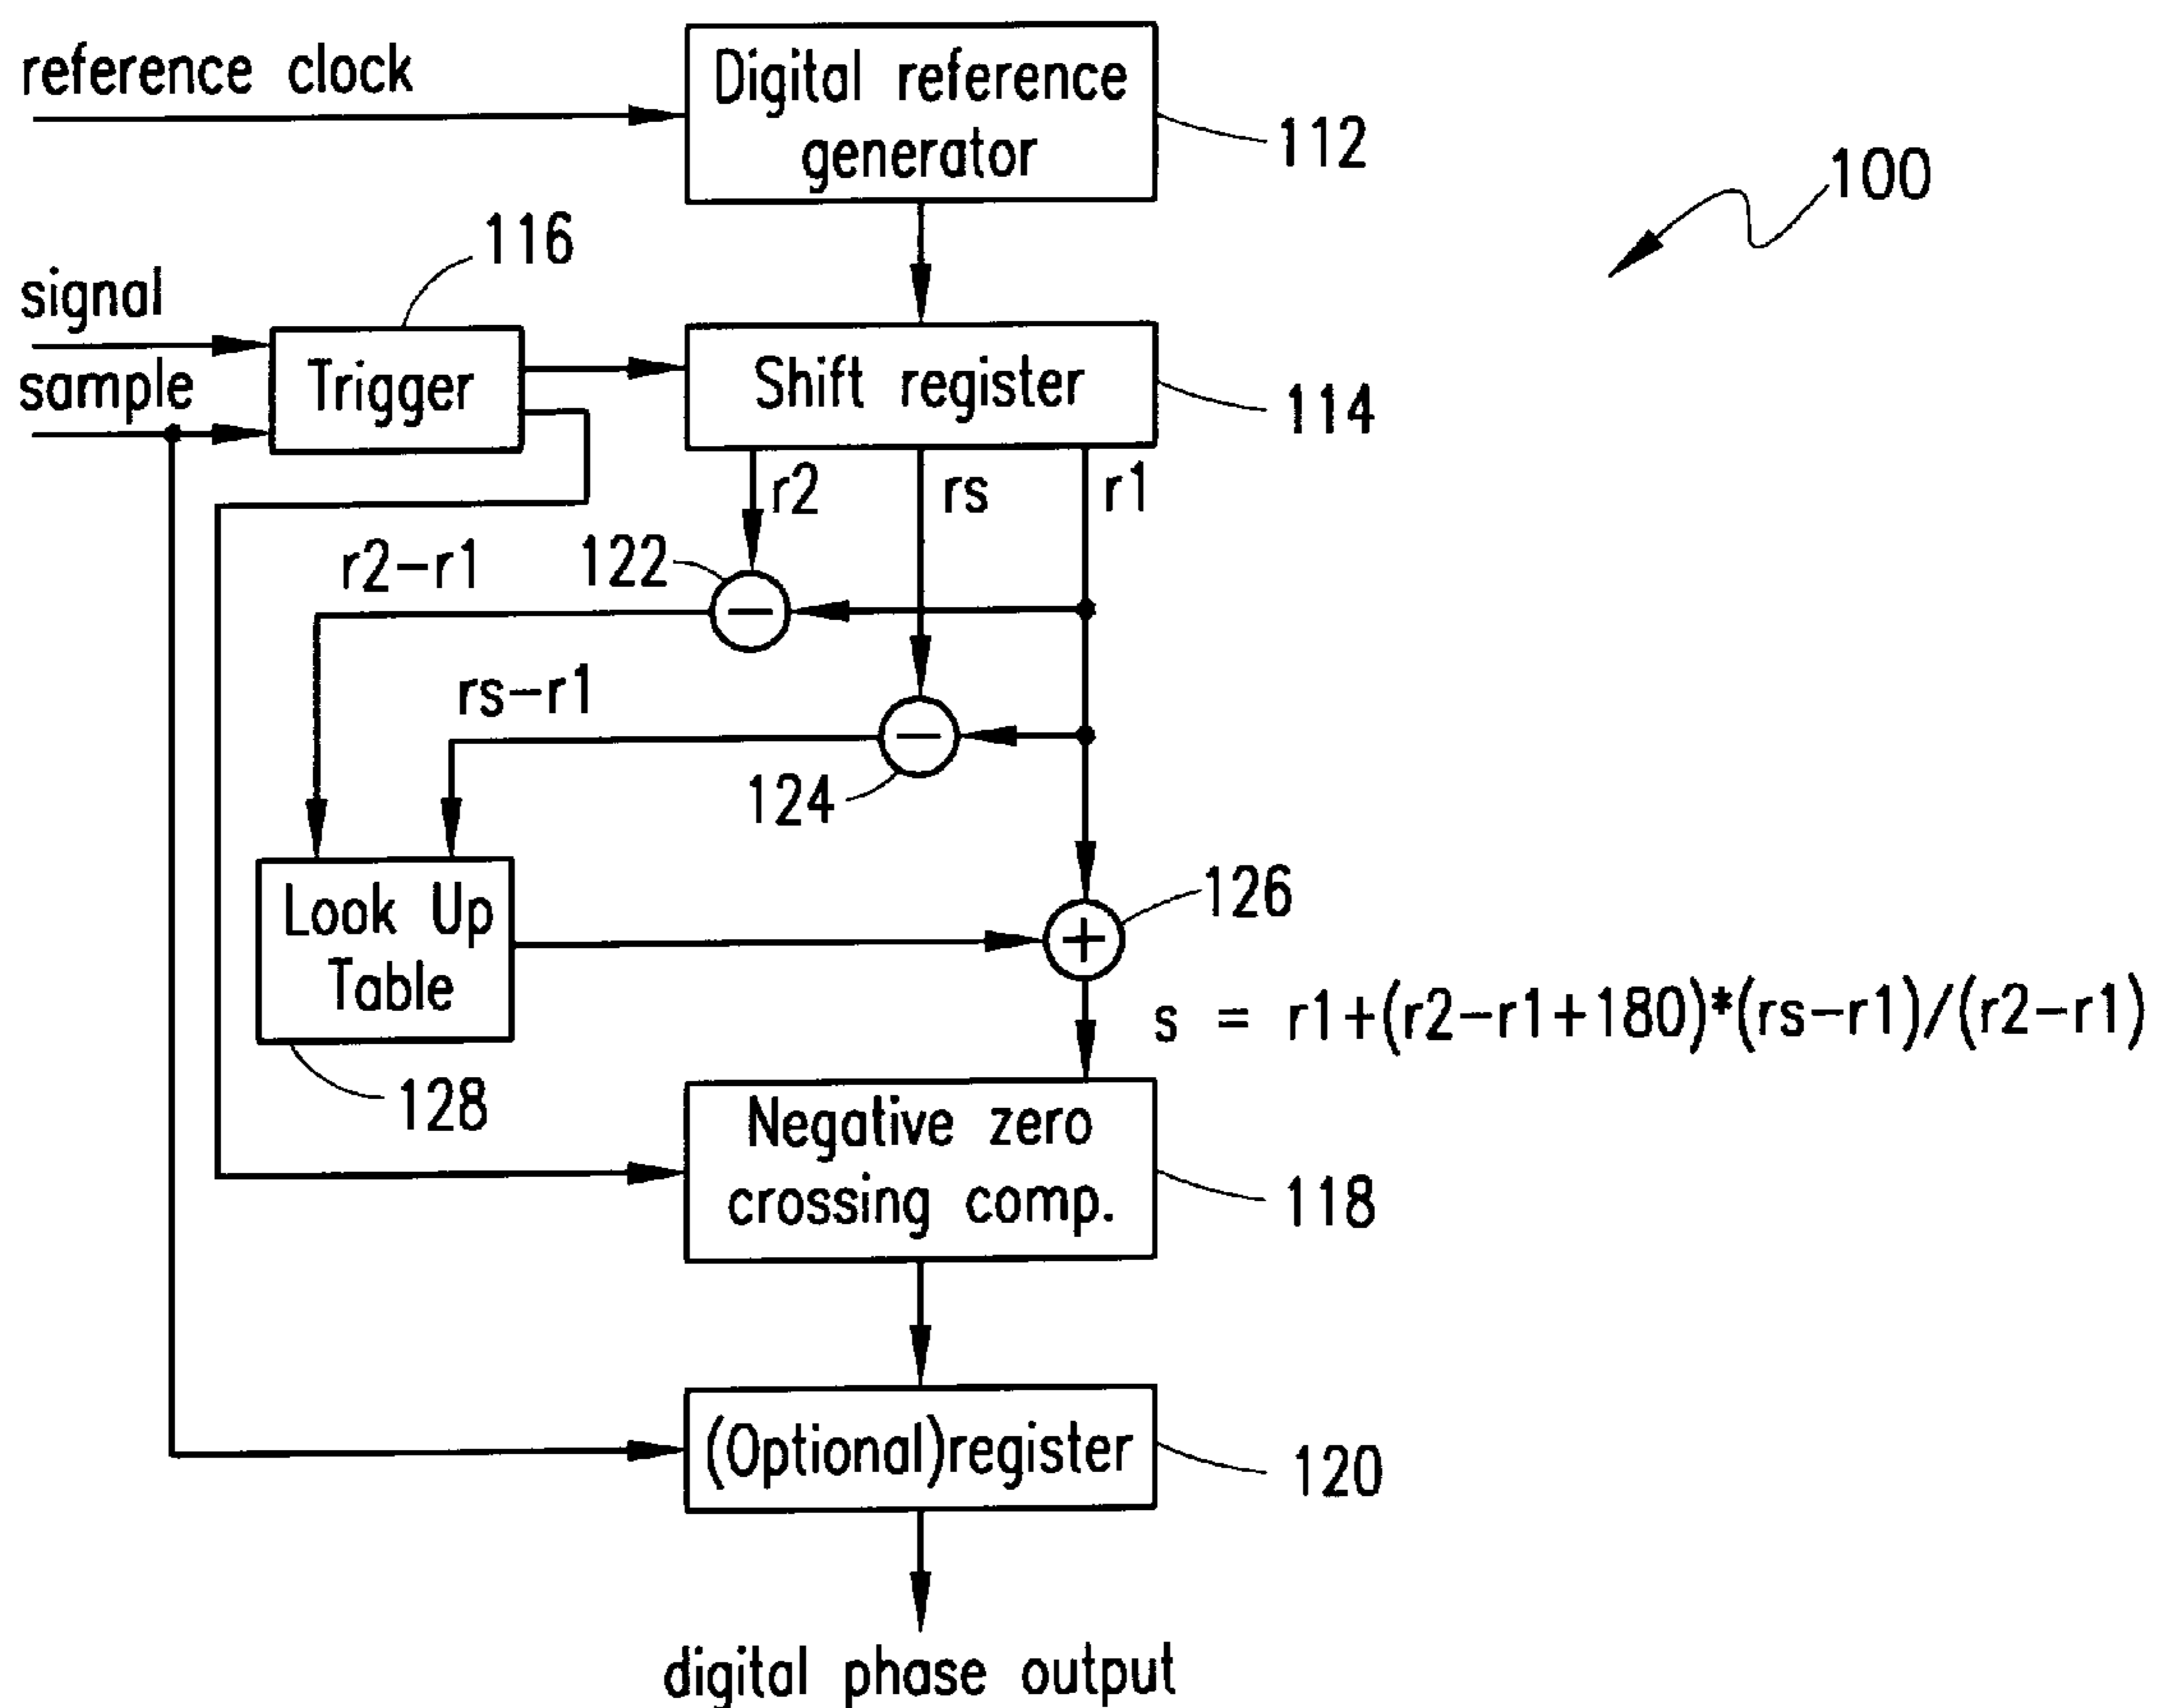 reference clock
Digital reference
generator
112
100
116
signal
sample
Trigger
Shift register
114
r2
rs
r1
r2-r1
122
rs-r1
124
Look Up
Table
126
s = r1+(r2-r1+180)*(rs-r1)/(r2-r1)
128
Negative zero
crossing comp.
118
(Optional)register
120
digital phase output